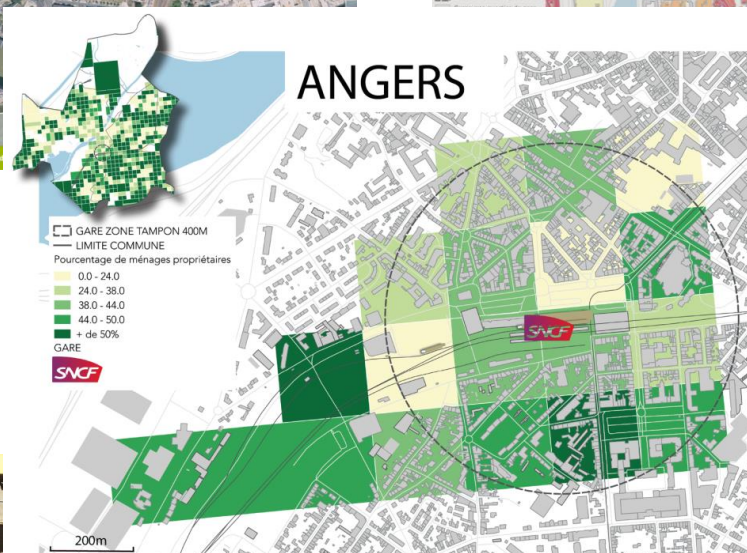 ANGERS
GARE ZONE TAMPON 400M
LIMITE COMMUNE
Pourcentage de ménages propriétaires
0.0 - 24.0
24.0 - 38.0
38.0 - 44.0
44.0 - 50.0
+ de 50%
GARE
SNCF
SNCF
200m